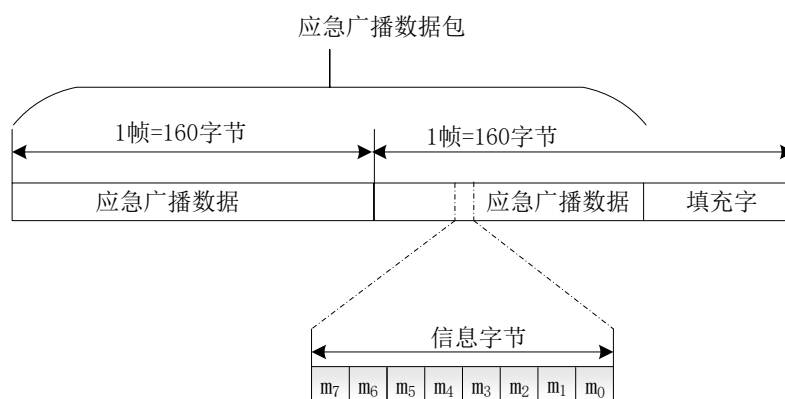 应急广播数据包
1帧=160字节 1帧=160字节
应急广播数据 应急广播数据 填充字
信息字节
m₇ m₆ m₅ m₄ m₃ m₂ m₁ m₀